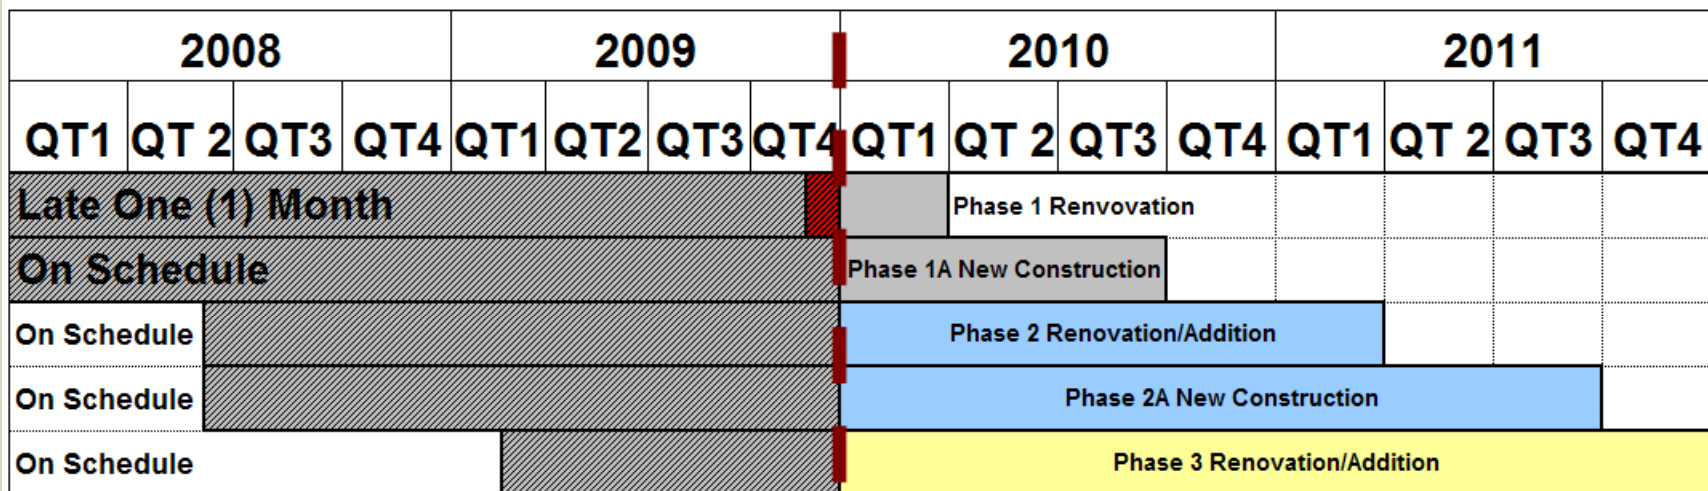 2008 2009 2010 2011
QT1 QT 2 QT3 QT4 QT1 QT2 QT3 QT4 QT1 QT 2 QT3 QT4 QT1 QT 2 QT3 QT4
Late One (1) Month Phase 1 Renvovation
On Schedule Phase 1A New Construction
On Schedule Phase 2 Renovation/Addition
On Schedule Phase 2A New Construction
On Schedule Phase 3 Renovation/Addition